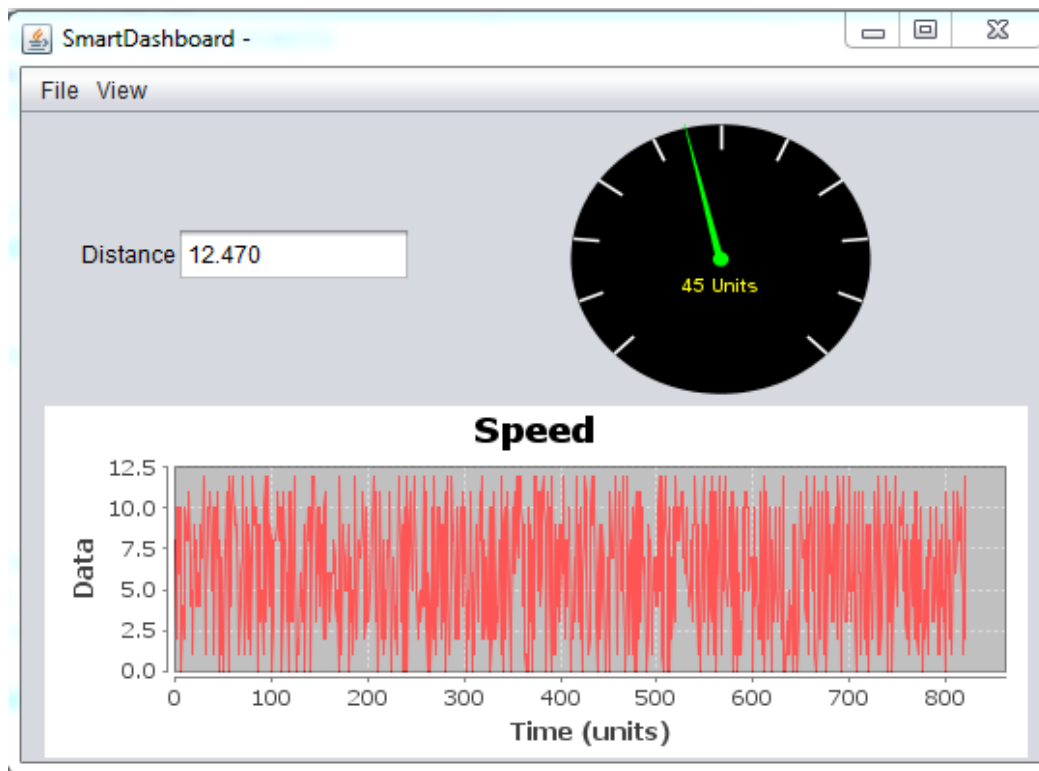 SmartDashboard -
File View
Distance 12.470
45 Units
Speed
Data
12.5
10.0
7.5
5.0
2.5
0.0
0 100 200 300 400 500 600 700 800
Time (units)